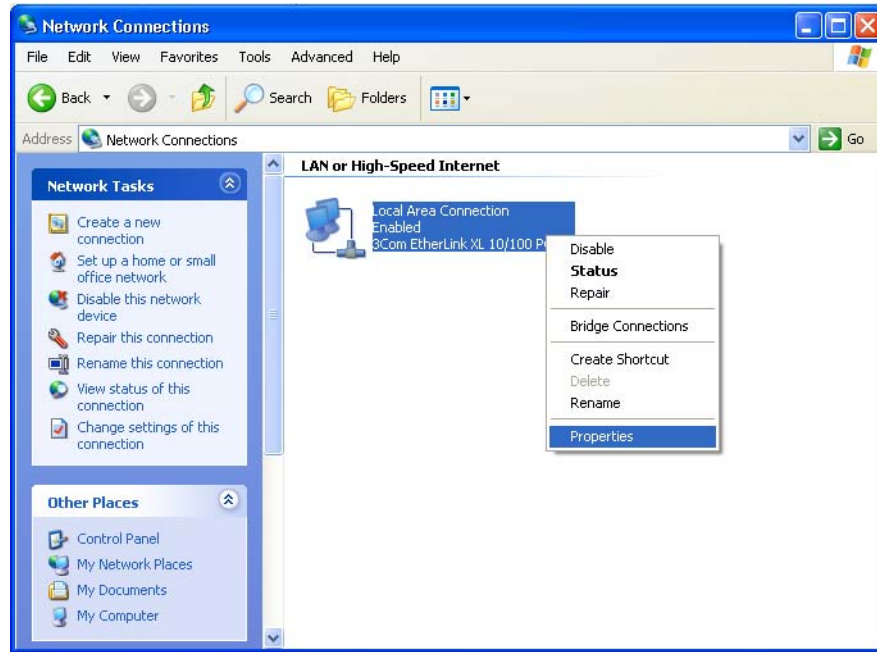 Network Connections
File Edit View Favorites Tools Advanced Help
Back Search Folders
Address Network Connections Go
Network Tasks
Create a new
connection
Set up a home or small
office network
Disable this network
device
Repair this connection
Rename this connection
View status of this
connection
Change settings of this
connection
Other Places
Control Panel
My Network Places
My Documents
My Computer
LAN or High-Speed Internet
Local Area Connection
Enabled
3Com EtherLink XL 10/100
Disable
Status
Repair
Bridge Connections
Create Shortcut
Delete
Rename
Properties